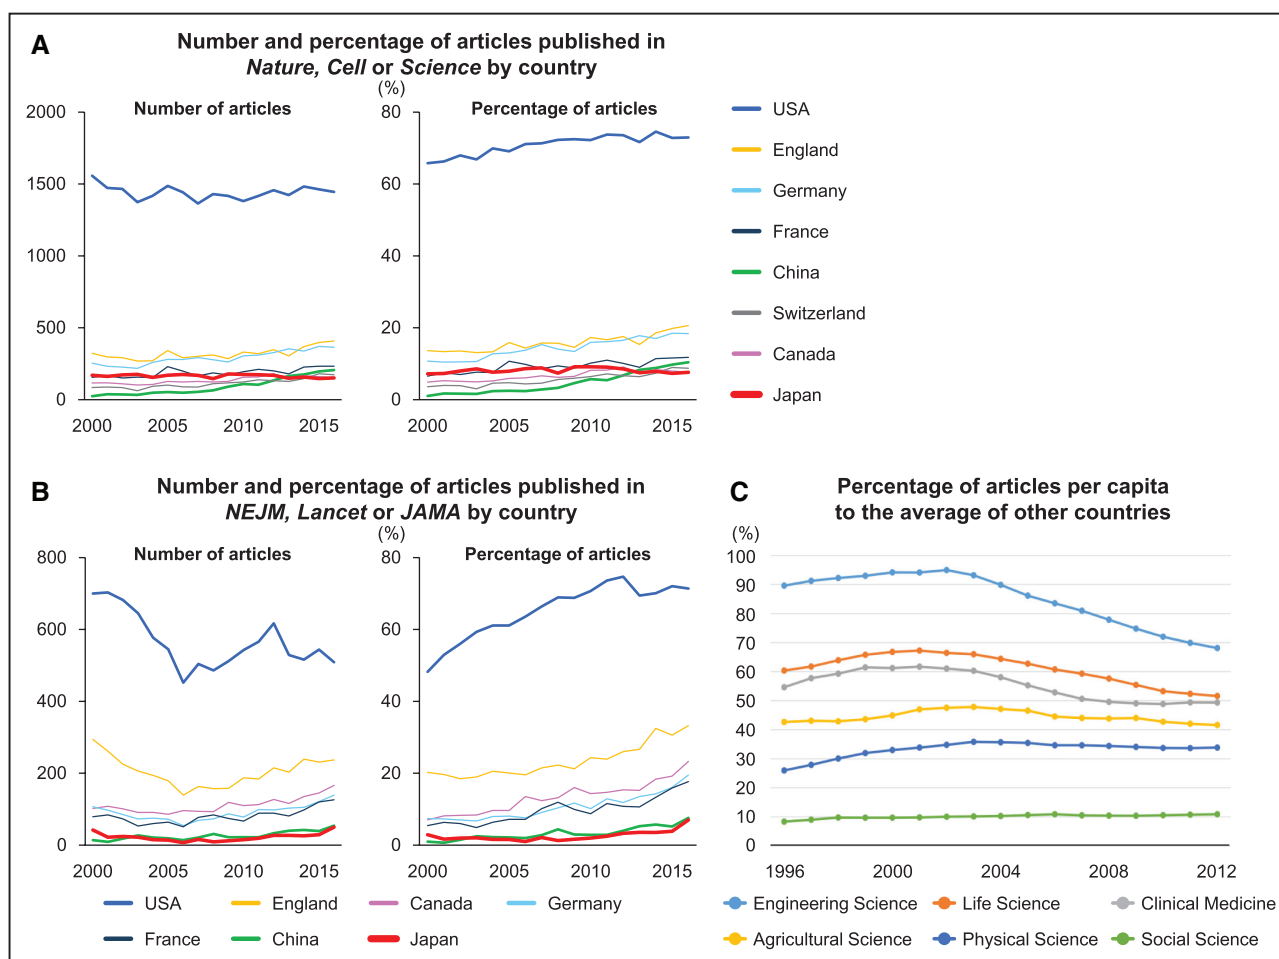 A
Number and percentage of articles published in
Nature, Cell or Science by country
Number of articles
2000
1500
1000
500
0
2000 2005 2010 2015
(%)
Percentage of articles
80
60
40
20
0
2000 2005 2010 2015
USA
England
Germany
France
China
Switzerland
Canada
Japan
B
Number and percentage of articles published in
NEJM, Lancet or JAMA by country
Number of articles
800
600
400
200
0
2000 2005 2010 2015
(%)
Percentage of articles
80
60
40
20
0
2000 2005 2010 2015
USA England Canada Germany
France China Japan
C
Percentage of articles per capita
to the average of other countries
(%)
100
90
80
70
60
50
40
30
20
10
0
1996 2000 2004 2008 2012
Engineering Science Life Science Clinical Medicine
Agricultural Science Physical Science Social Science